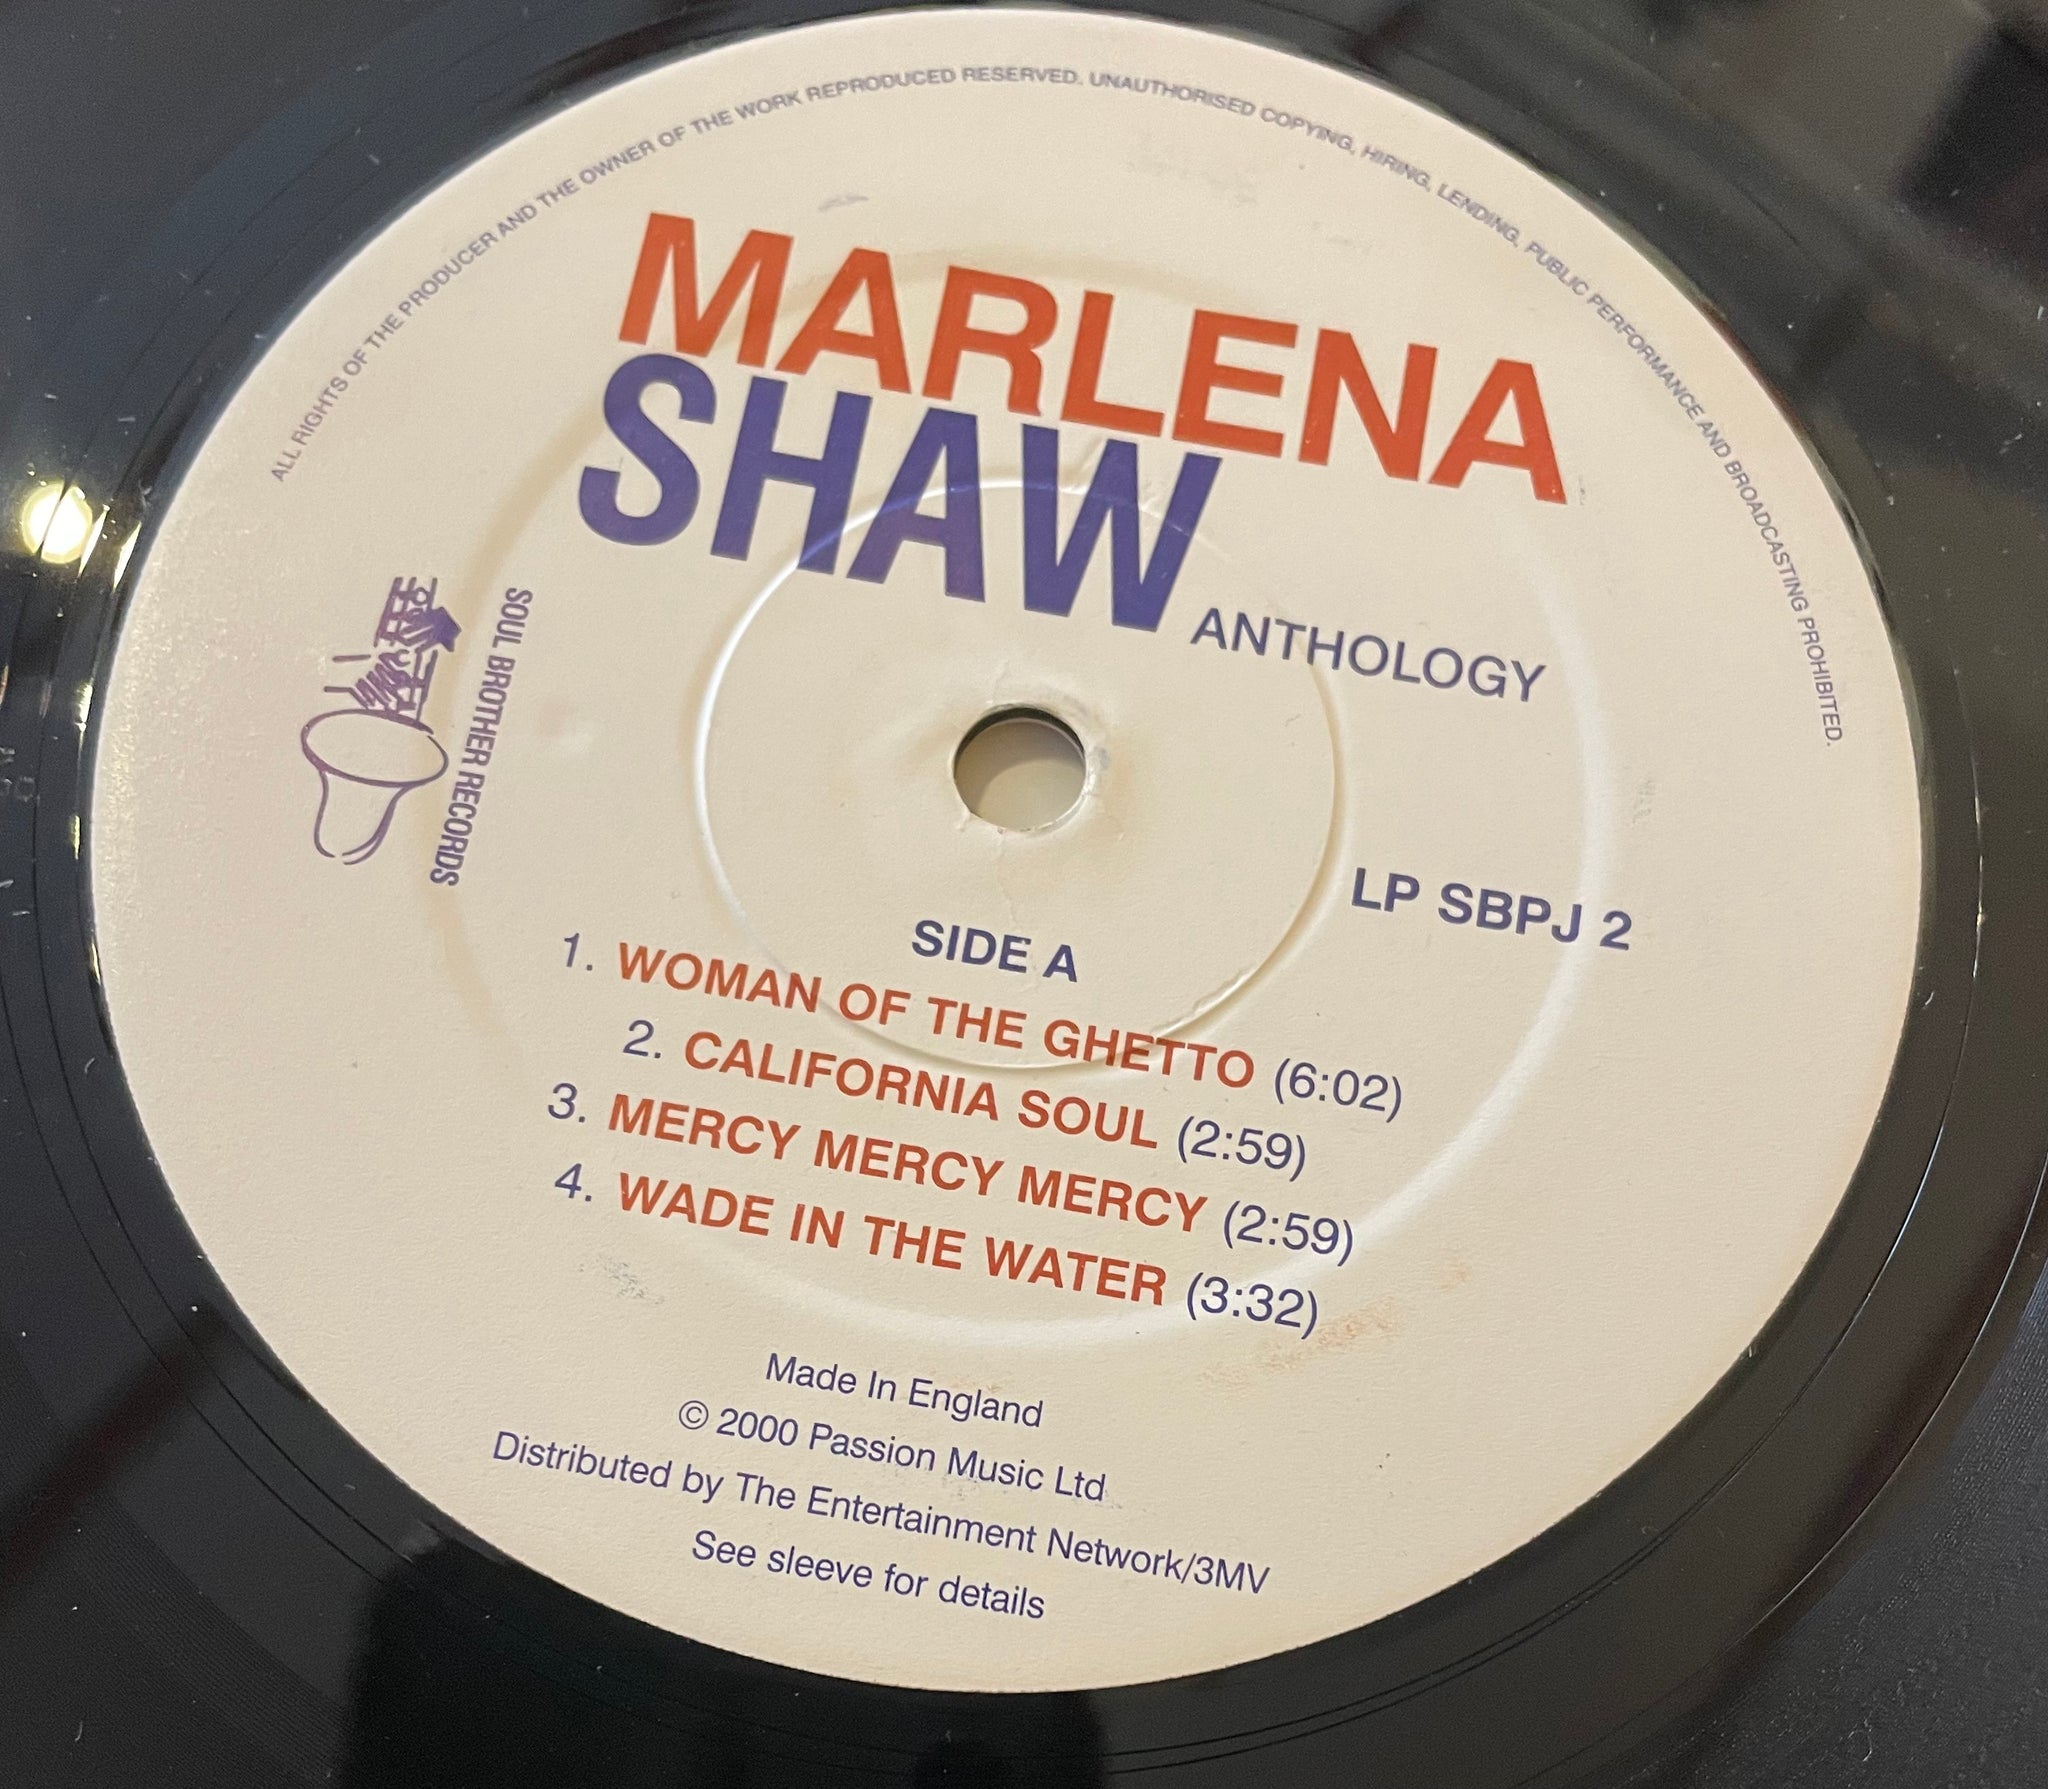 ALL RIGHTS OF THE PRODUCER AND THE OWNER OF THE WORK REPRODUCED RESERVED. UNAUTHORISED COPYING, HIRING, LENDING, PUBLIC PERFORMANCE AND BROADCASTING PROHIBITED.
MARLENA
SHAW ANTHOLOGY
SOUL BROTHER RECORDS
LP SBPJ 2
SIDE A
1. WOMAN OF THE GHETTO (6:02)
2. CALIFORNIA SOUL (2:59)
3. MERCY MERCY MERCY (2:59)
4. WADE IN THE WATER (3:32)
Made In England
© 2000 Passion Music Ltd
Distributed by The Entertainment Network/3MV
See sleeve for details